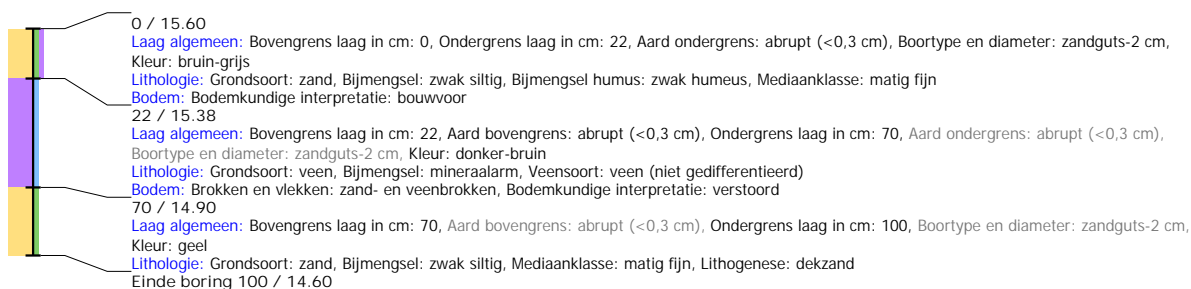 0 / 15.60
Laag algemeen: Bovengrens laag in cm: 0, Ondergrens laag in cm: 22, Aard ondergrens: abrupt (<0,3 cm), Boortype en diameter: zandguts-2 cm,
Kleur: bruin-grijs
Lithologie: Grondsoort: zand, Bijmengsel: zwak siltig, Bijmengsel humus: zwak humeus, Mediaanklasse: matig fijn
Bodem: Bodemkundige interpretatie: bouwvoor
22 / 15.38
Laag algemeen: Bovengrens laag in cm: 22, Aard bovengrens: abrupt (<0,3 cm), Ondergrens laag in cm: 70, Aard ondergrens: abrupt (<0,3 cm),
Boortype en diameter: zandguts-2 cm, Kleur: donker-bruin
Lithologie: Grondsoort: veen, Bijmengsel: mineraalarm, Veensoort: veen (niet gedifferentieerd)
Bodem: Brokken en vlekken: zand- en veenbrokken, Bodemkundige interpretatie: verstoord
70 / 14.90
Laag algemeen: Bovengrens laag in cm: 70, Aard bovengrens: abrupt (<0,3 cm), Ondergrens laag in cm: 100, Boortype en diameter: zandguts-2 cm,
Kleur: geel
Lithologie: Grondsoort: zand, Bijmengsel: zwak siltig, Mediaanklasse: matig fijn, Lithogenese: dekzand
Einde boring 100 / 14.60